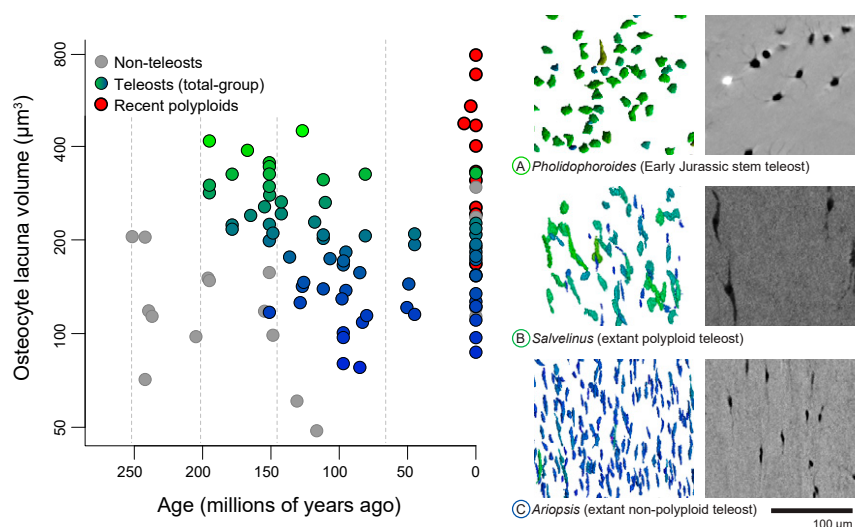 Osteocyte lacuna volume (μm³)
800
400
200
100
50
Non-teleosts
Teleosts (total-group)
Recent polyploids
250 200 150 100 50 0
Age (millions of years ago)
A Pholidophoroides (Early Jurassic stem teleost)
B Salvelinus (extant polyploid teleost)
C Ariopsis (extant non-polyploid teleost)
100 μm